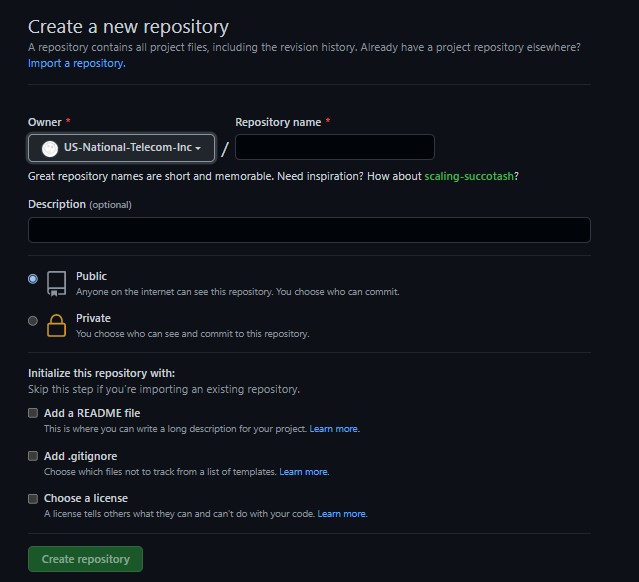 Create a new repository
A repository contains all project files, including the revision history. Already have a project repository elsewhere?
Import a repository.
Owner * Repository name *
US-National-Telecom-Inc /
Great repository names are short and memorable. Need inspiration? How about scaling-succotash?
Description (optional)
Public
Anyone on the internet can see this repository. You choose who can commit.
Private
You choose who can see and commit to this repository.
Initialize this repository with:
Skip this step if you're importing an existing repository.
Add a README file
This is where you can write a long description for your project. Learn more.
Add .gitignore
Choose which files not to track from a list of templates. Learn more.
Choose a license
A license tells others what they can and can't do with your code. Learn more.
Create repository